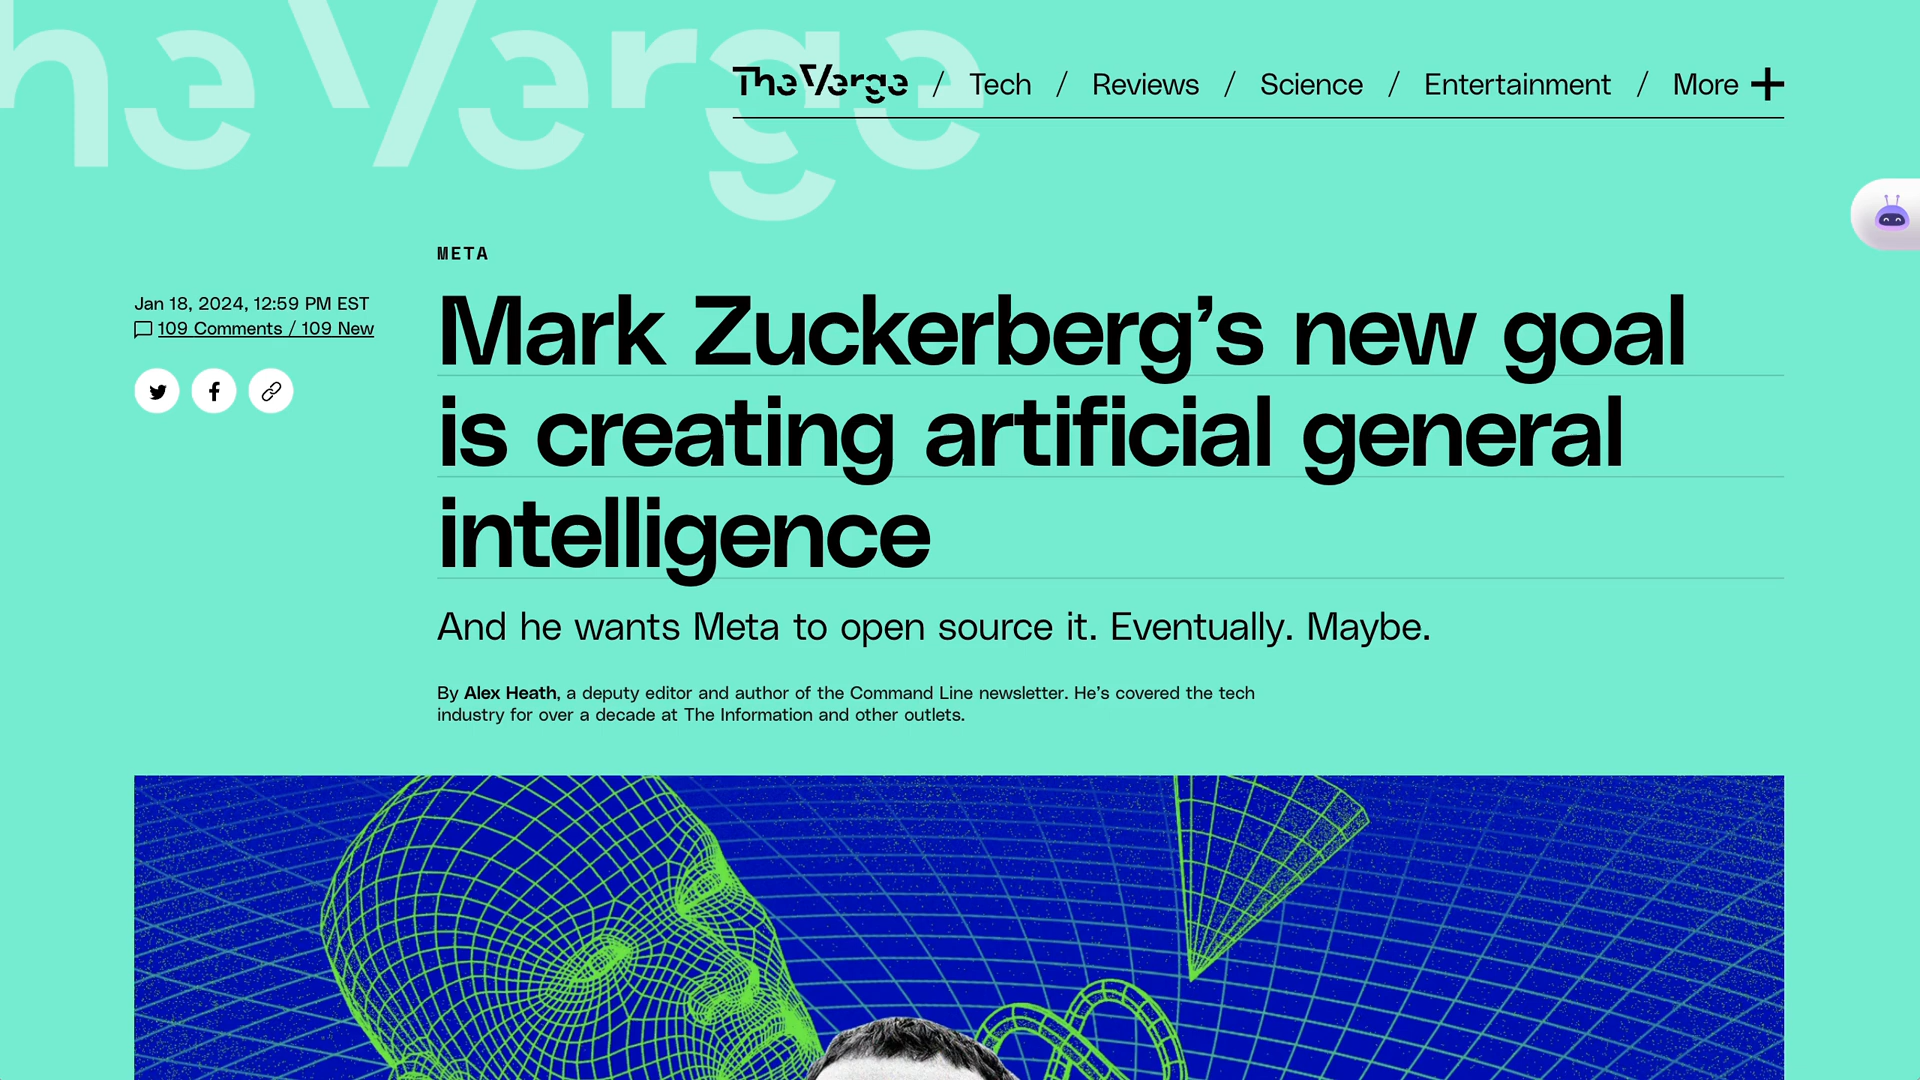 The Verge
The Verge / Tech / Reviews / Science / Entertainment / More +
META
Jan 18, 2024, 12:59 PM EST
109 Comments / 109 New
Mark Zuckerberg’s new goal
is creating artificial general
intelligence
And he wants Meta to open source it. Eventually. Maybe.
By Alex Heath, a deputy editor and author of the Command Line newsletter. He’s covered the tech
industry for over a decade at The Information and other outlets.